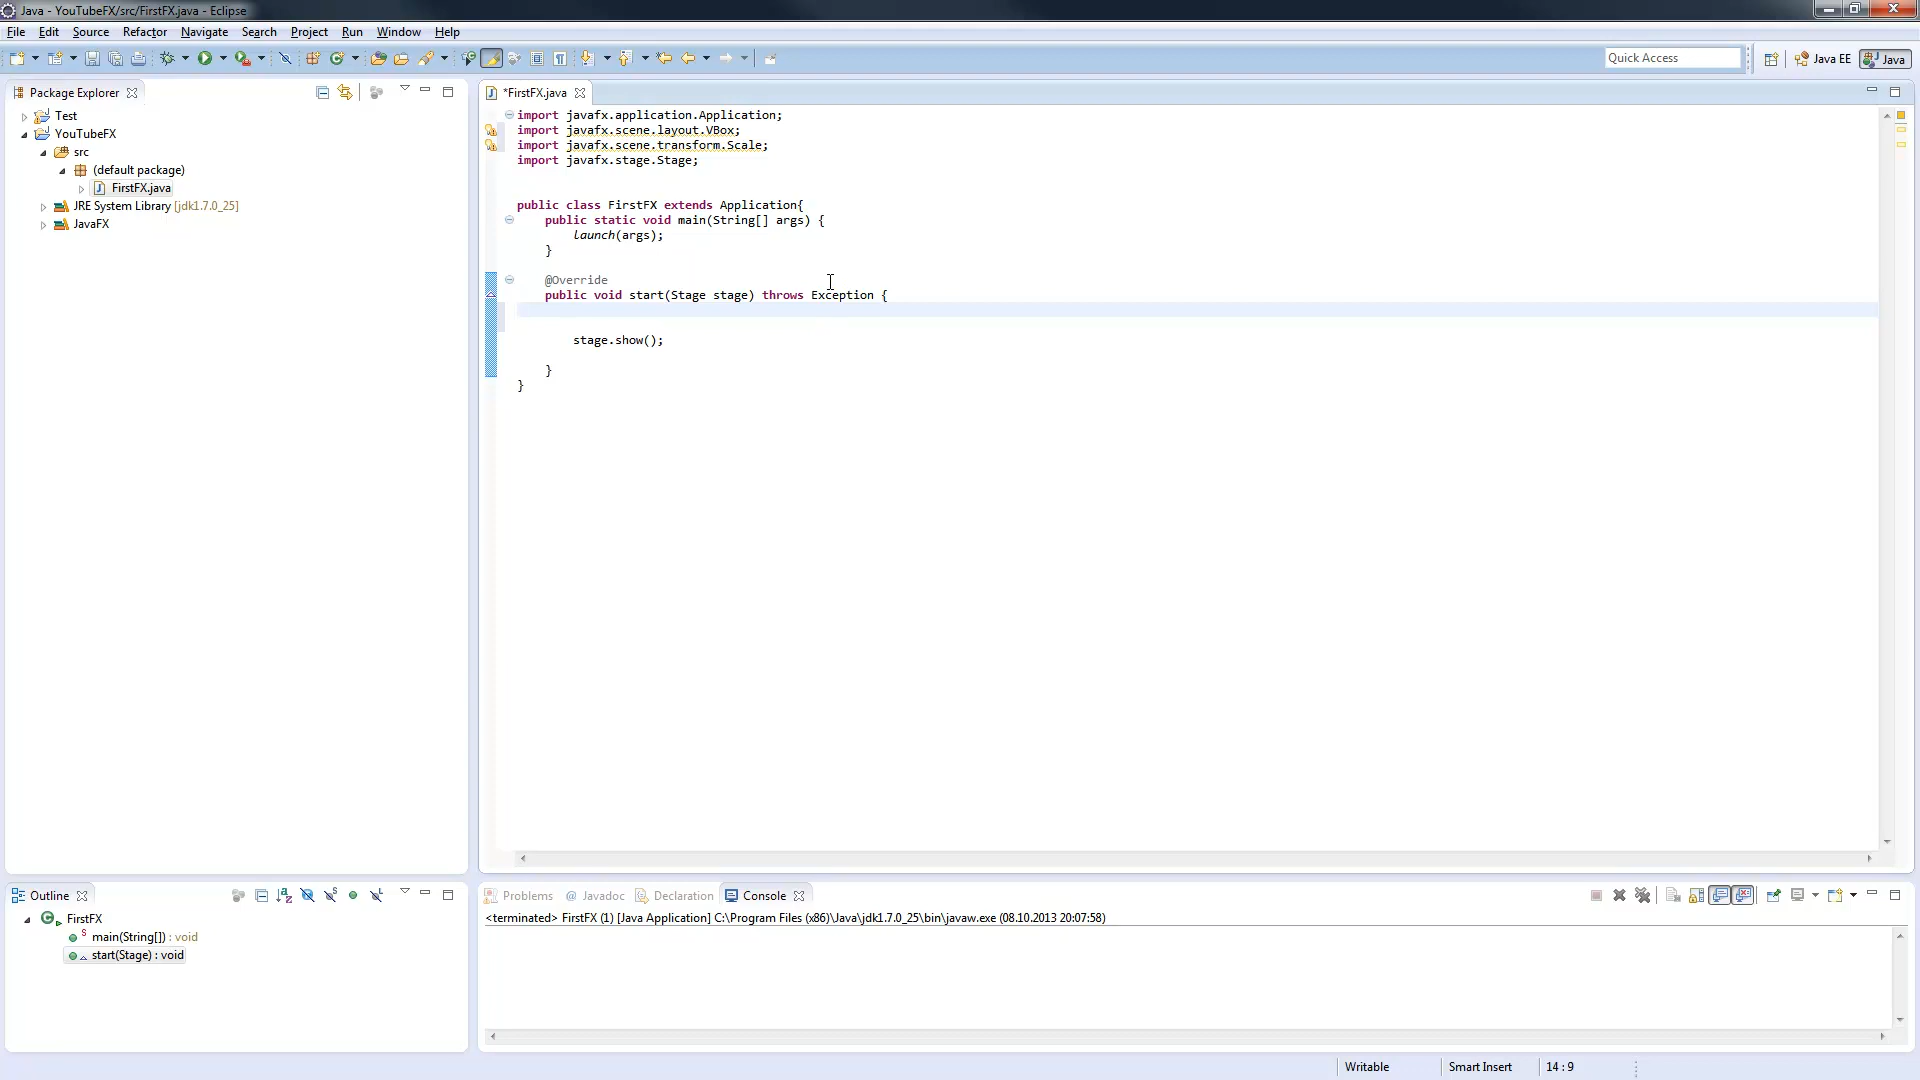 Java - YouTubeFX/src/FirstFX.java - Eclipse
File Edit Source Refactor Navigate Search Project Run Window Help
Quick Access Java EE Java
Package Explorer
Test
YouTubeFX
src
(default package)
FirstFX.java
JRE System Library [jdk1.7.0_25]
JavaFX
*FirstFX.java
import javafx.application.Application;
import javafx.scene.layout.VBox;
import javafx.scene.transform.Scale;
import javafx.stage.Stage;
public class FirstFX extends Application{
public static void main(String[] args) {
launch(args);
}
@Override
public void start(Stage stage) throws Exception {
stage.show();
}
}
Outline
FirstFX
main(String[]) : void
start(Stage) : void
Problems Javadoc Declaration Console
<terminated> FirstFX (1) [Java Application] C:\Program Files (x86)\Java\jdk1.7.0_25\bin\javaw.exe (08.10.2013 20:07:58)
Writable Smart Insert 14 : 9